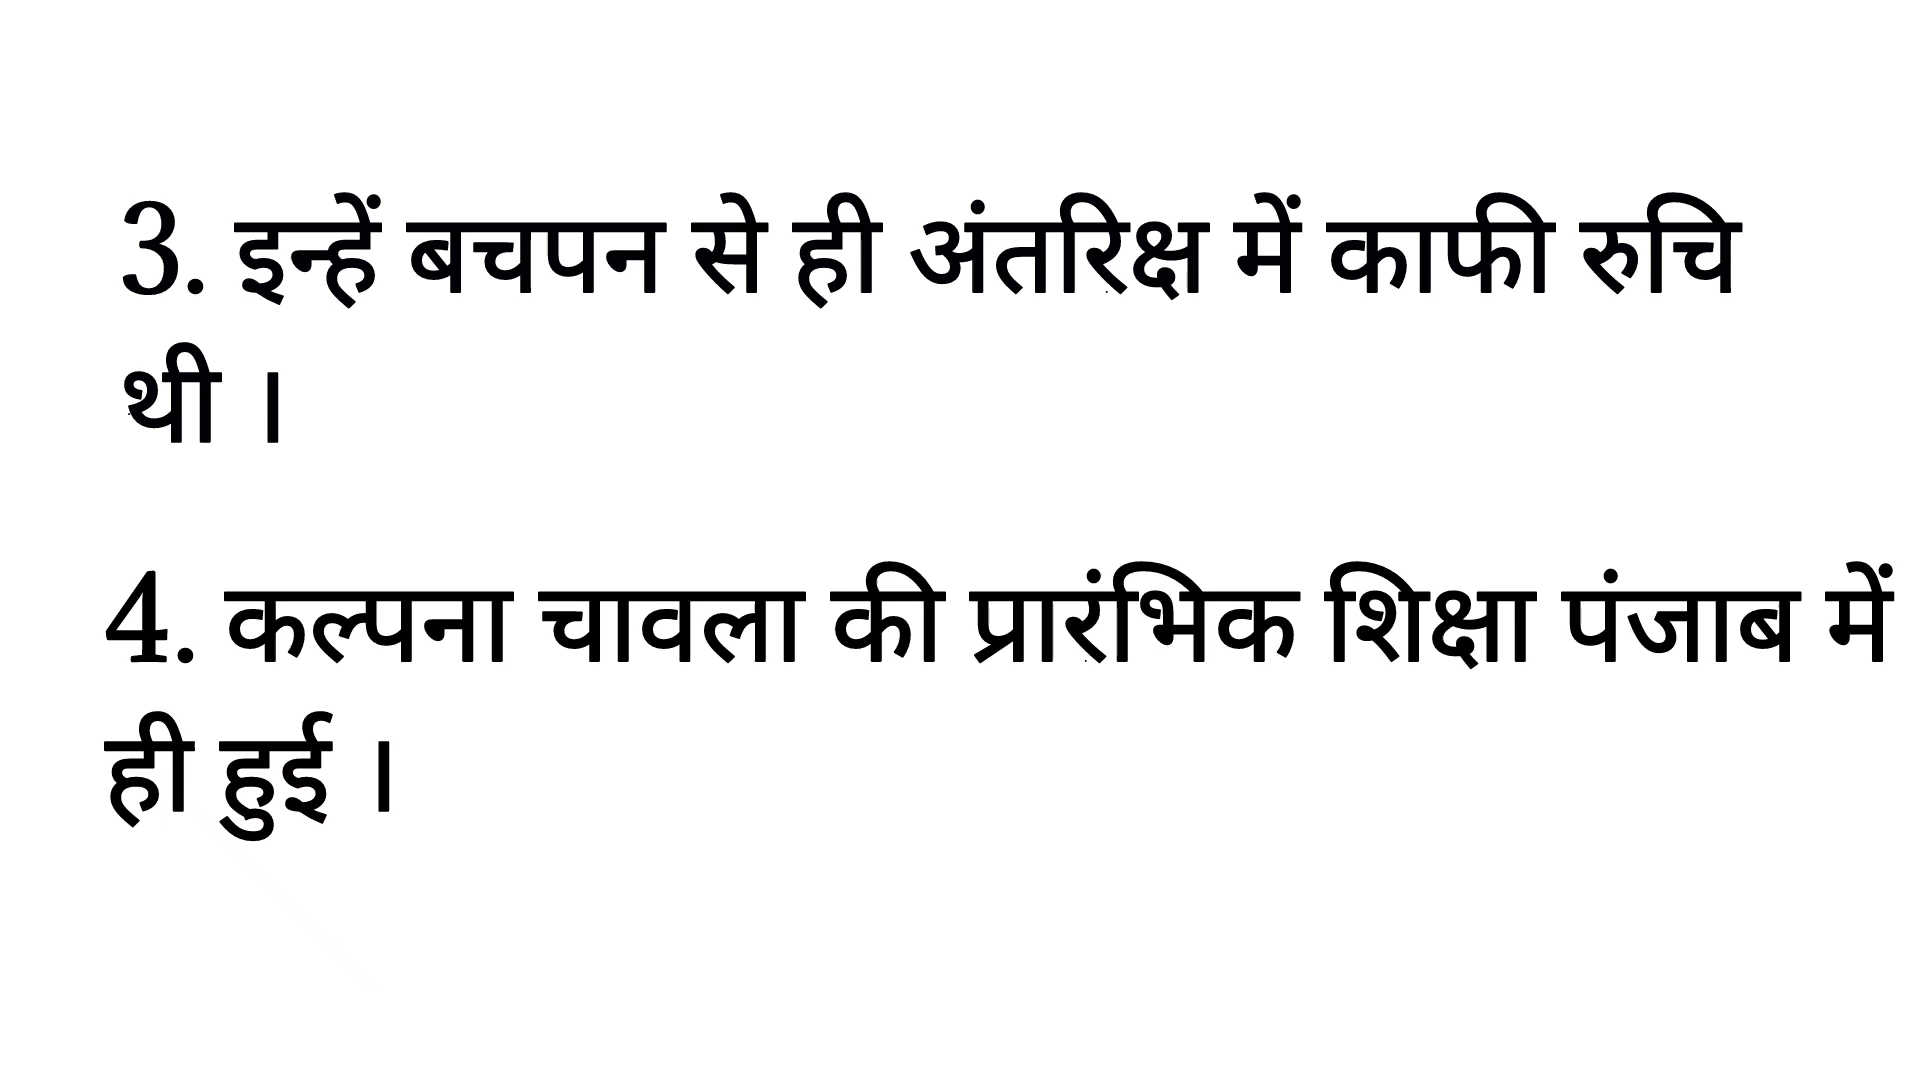 3. इन्हें बचपन से ही अंतरिक्ष में काफी रुचि
थी ।
4. कल्पना चावला की प्रारंभिक शिक्षा पंजाब में
ही हुई ।